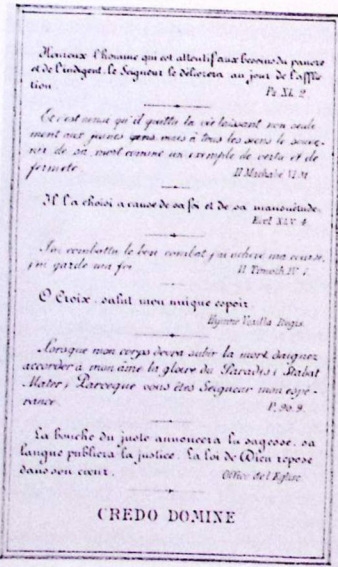 Heureux l'homme qui est attentif aux besoins du pauvre
et de l'indigent, le Seigneur le délivrera au jour de l'afflic
tion.
Ps. XL. 2
Et c'est ainsi qu'il quitta la vie laissant non seule
ment aux jeunes gens, mais à tous les siens le souve
nir de sa mort comme un exemple de vertu et de
fermeté.
II Machabé VI. 31
Il l'a choisi à cause de sa foi et de sa mansuétude.
Eccl. XLV. 4
J'ai combattu le bon combat j'ai achevé ma course,
j'ai gardé ma foi
II Timoth. IV.
O Croix, salut mon unique espoir.
Hymne Vexilla Regis
Lorsque mon corps devra subir la mort daignez
accorder à mon âme la gloire du Paradis (Stabat
Mater) Parceque vous êtes Seigneur mon espé
rance.
P. 90. 9.
La bouche du juste annoncera la sagesse, sa
langue publiera la justice. La loi de Dieu repose
dans son cœur.
Office de l'Eglise
CREDO DOMINE